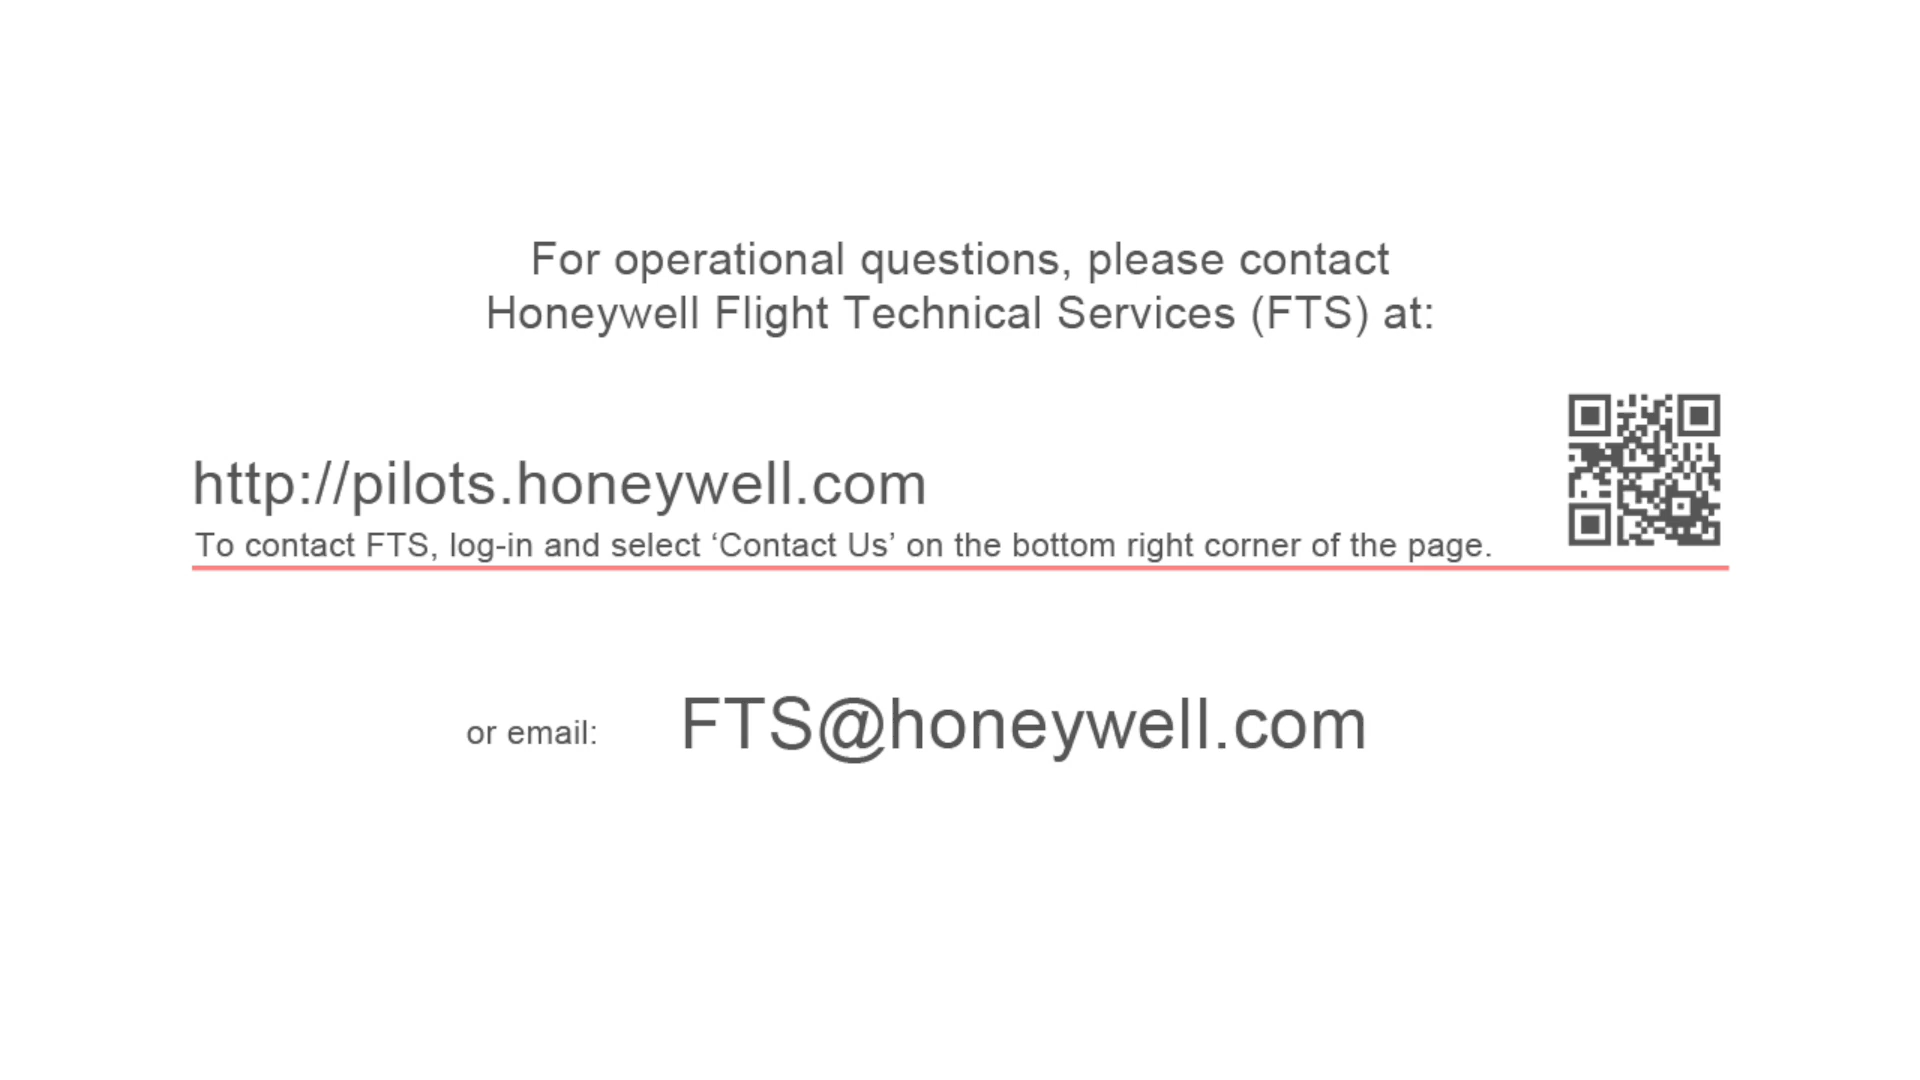 For operational questions, please contact
Honeywell Flight Technical Services (FTS) at:
http://pilots.honeywell.com
To contact FTS, log-in and select ‘Contact Us’ on the bottom right corner of the page.
or email: FTS@honeywell.com